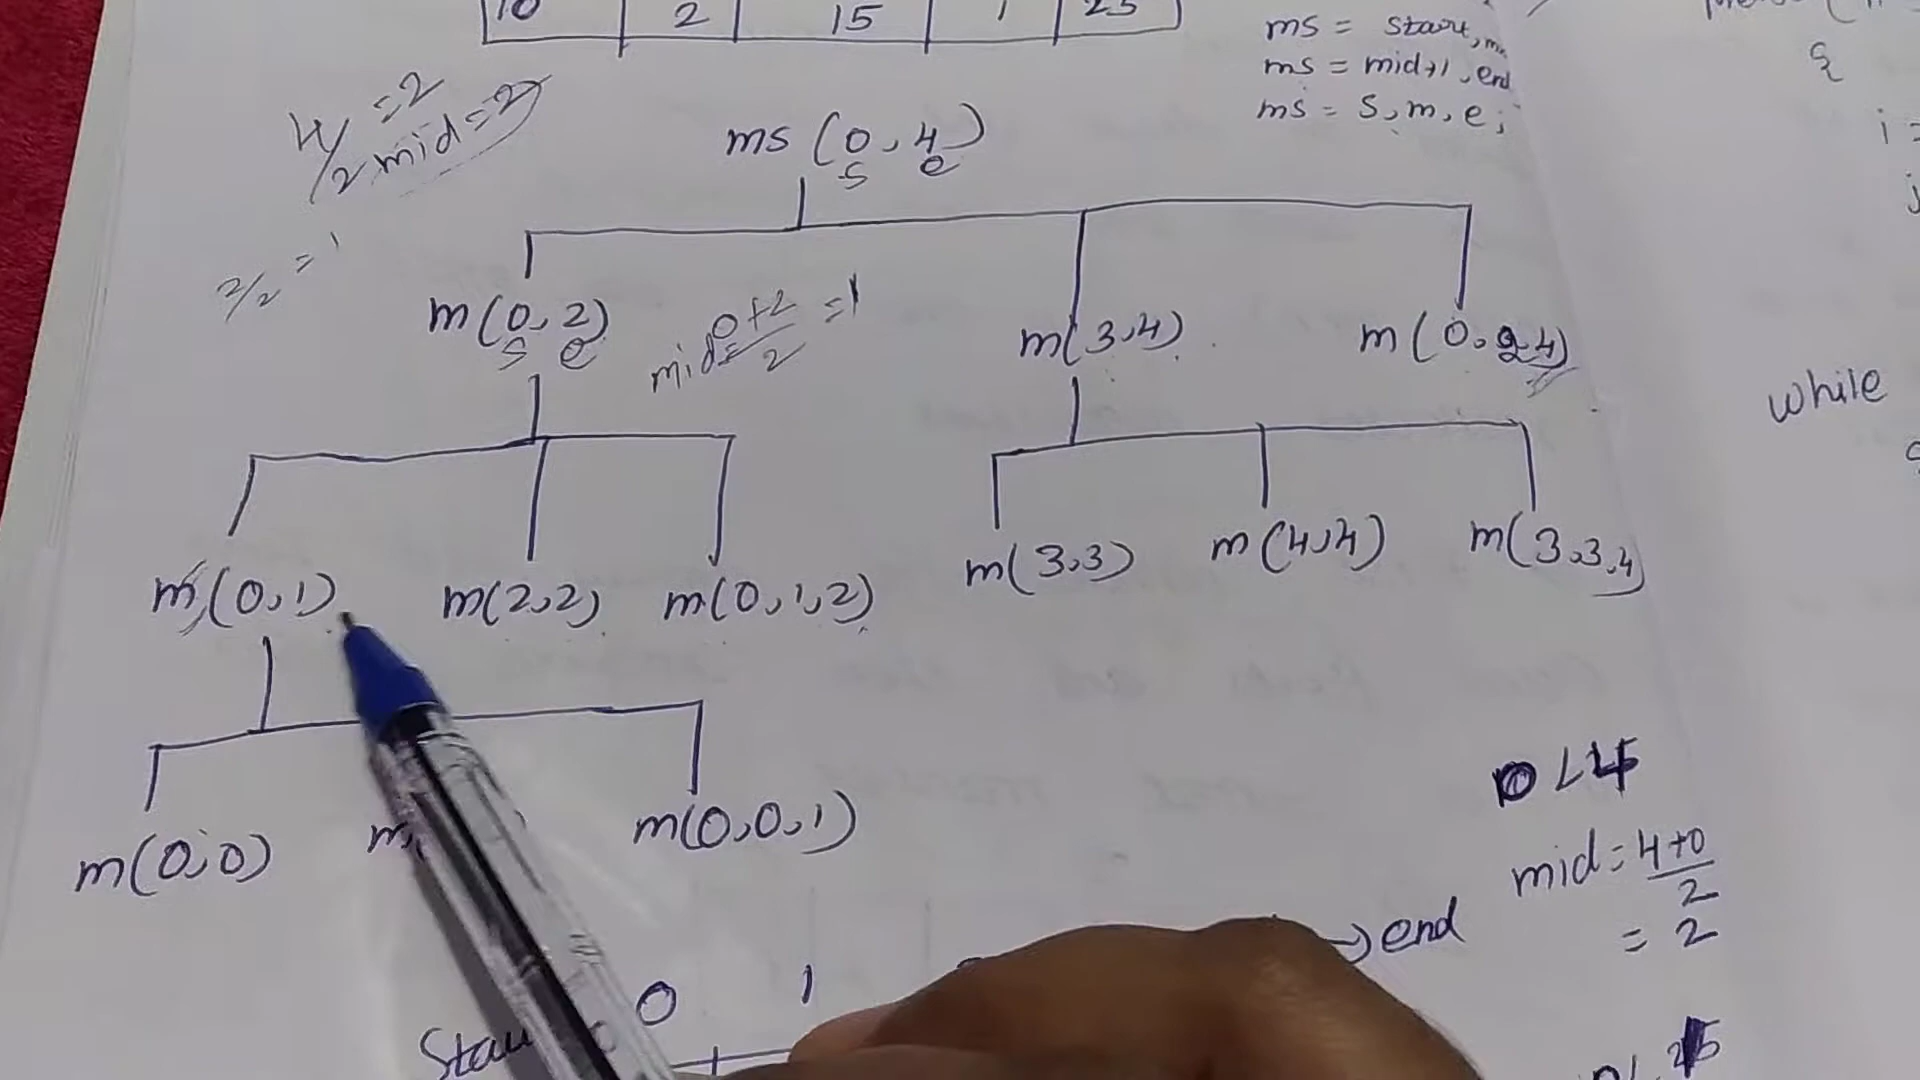 10 2 15 1 25
ms = start,
ms = mid+1, end
ms = s, m, e;
4/2 = 2
mid = 2
ms (0, 4)
s e
2/2 = 1
m(0, 2)
s e
mid = 0+2/2 = 1
m(3,4)
m(0, 2 4)
while
m(0,1)
m(2,2)
m(0,1,2)
m(3,3)
m(4,4)
m(3,3,4)
m(0,0)
m(0,0,1)
mid = 4+0/2
= 2
end
0 1